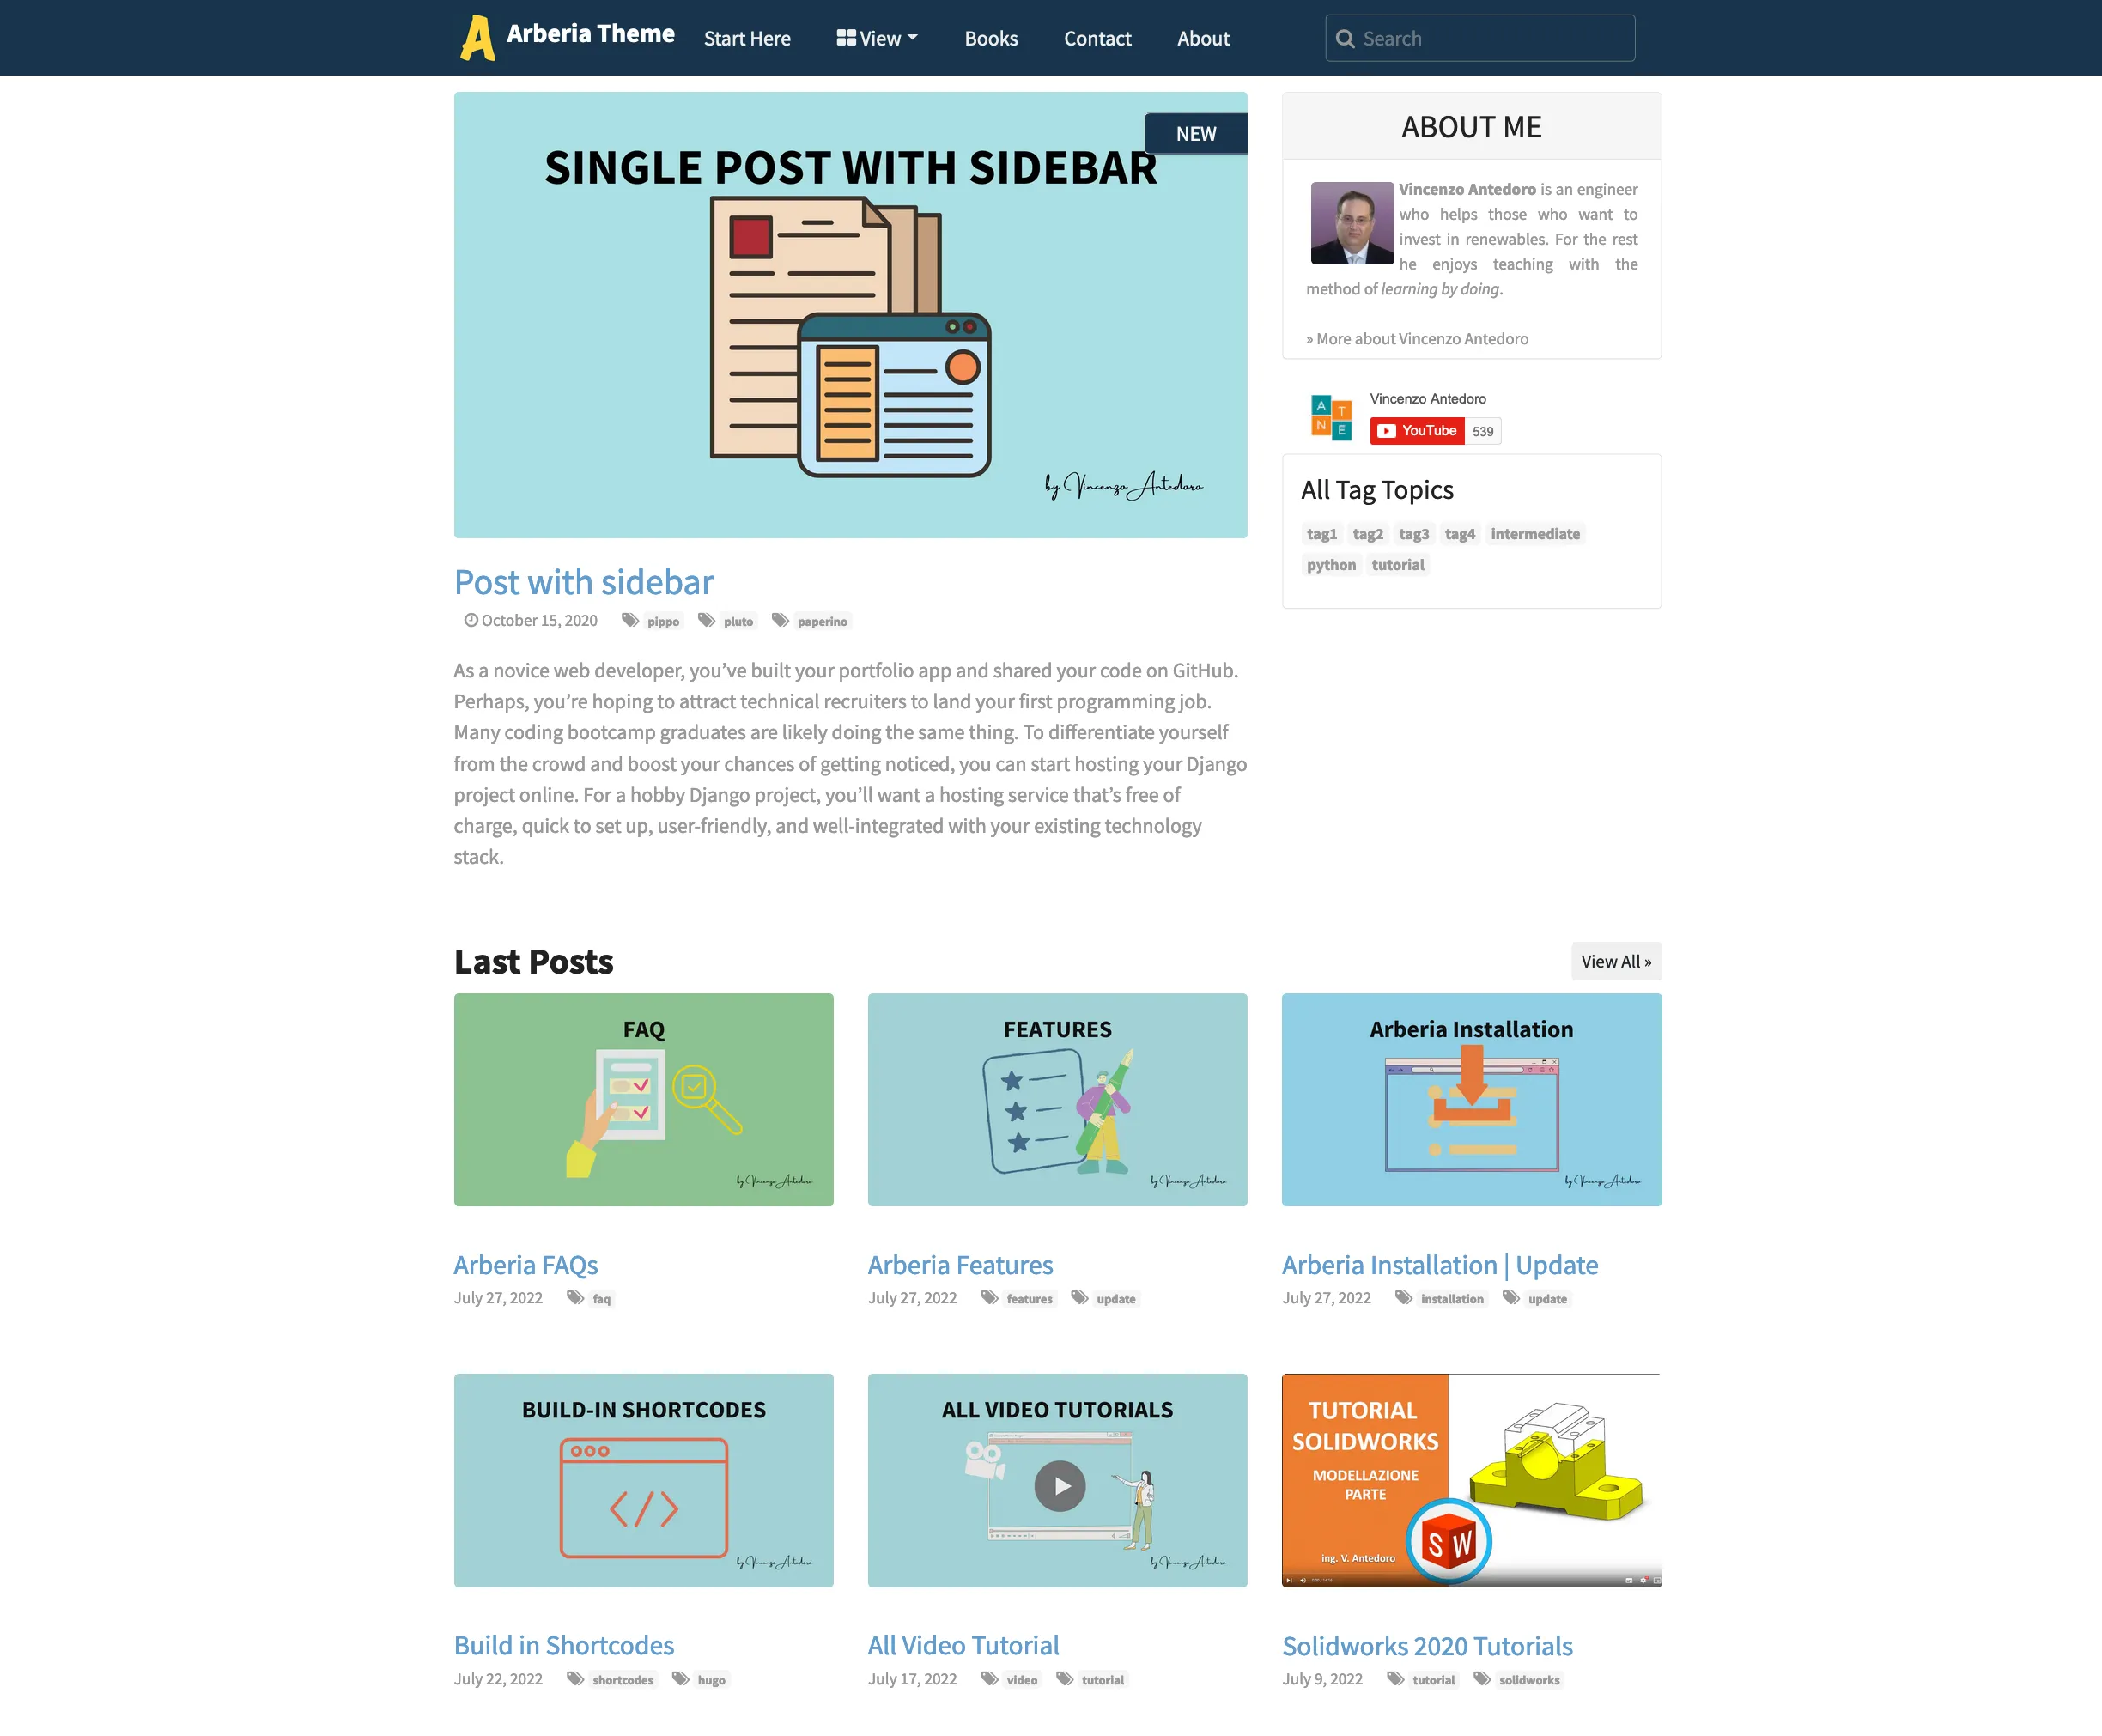 Arberia Theme
Start Here
View
Books
Contact
About
Search
NEW
SINGLE POST WITH SIDEBAR
by Vincenzo Antedoro
Post with sidebar
October 15, 2020 pippo pluto paperino
As a novice web developer, you’ve built your portfolio app and shared your code on GitHub.
Perhaps, you’re hoping to attract technical recruiters to land your first programming job.
Many coding bootcamp graduates are likely doing the same thing. To differentiate yourself
from the crowd and boost your chances of getting noticed, you can start hosting your Django
project online. For a hobby Django project, you’ll want a hosting service that’s free of
charge, quick to set up, user-friendly, and well-integrated with your existing technology
stack.
ABOUT ME
Vincenzo Antedoro is an engineer
who helps those who want to
invest in renewables. For the rest
he enjoys teaching with the
method of learning by doing.
» More about Vincenzo Antedoro
A T
N E
Vincenzo Antedoro
YouTube 539
All Tag Topics
tag1 tag2 tag3 tag4 intermediate
python tutorial
Last Posts
View All »
FAQ
by Vincenzo Antedoro
Arberia FAQs
July 27, 2022 faq
FEATURES
by Vincenzo Antedoro
Arberia Features
July 27, 2022 features update
Arberia Installation
by Vincenzo Antedoro
Arberia Installation | Update
July 27, 2022 installation update
BUILD-IN SHORTCODES
</>
by Vincenzo Antedoro
Build in Shortcodes
July 22, 2022 shortcodes hugo
ALL VIDEO TUTORIALS
by Vincenzo Antedoro
All Video Tutorial
July 17, 2022 video tutorial
TUTORIAL
SOLIDWORKS
MODELLAZIONE
PARTE
SW
ing. V. Antedoro
Solidworks 2020 Tutorials
July 9, 2022 tutorial solidworks